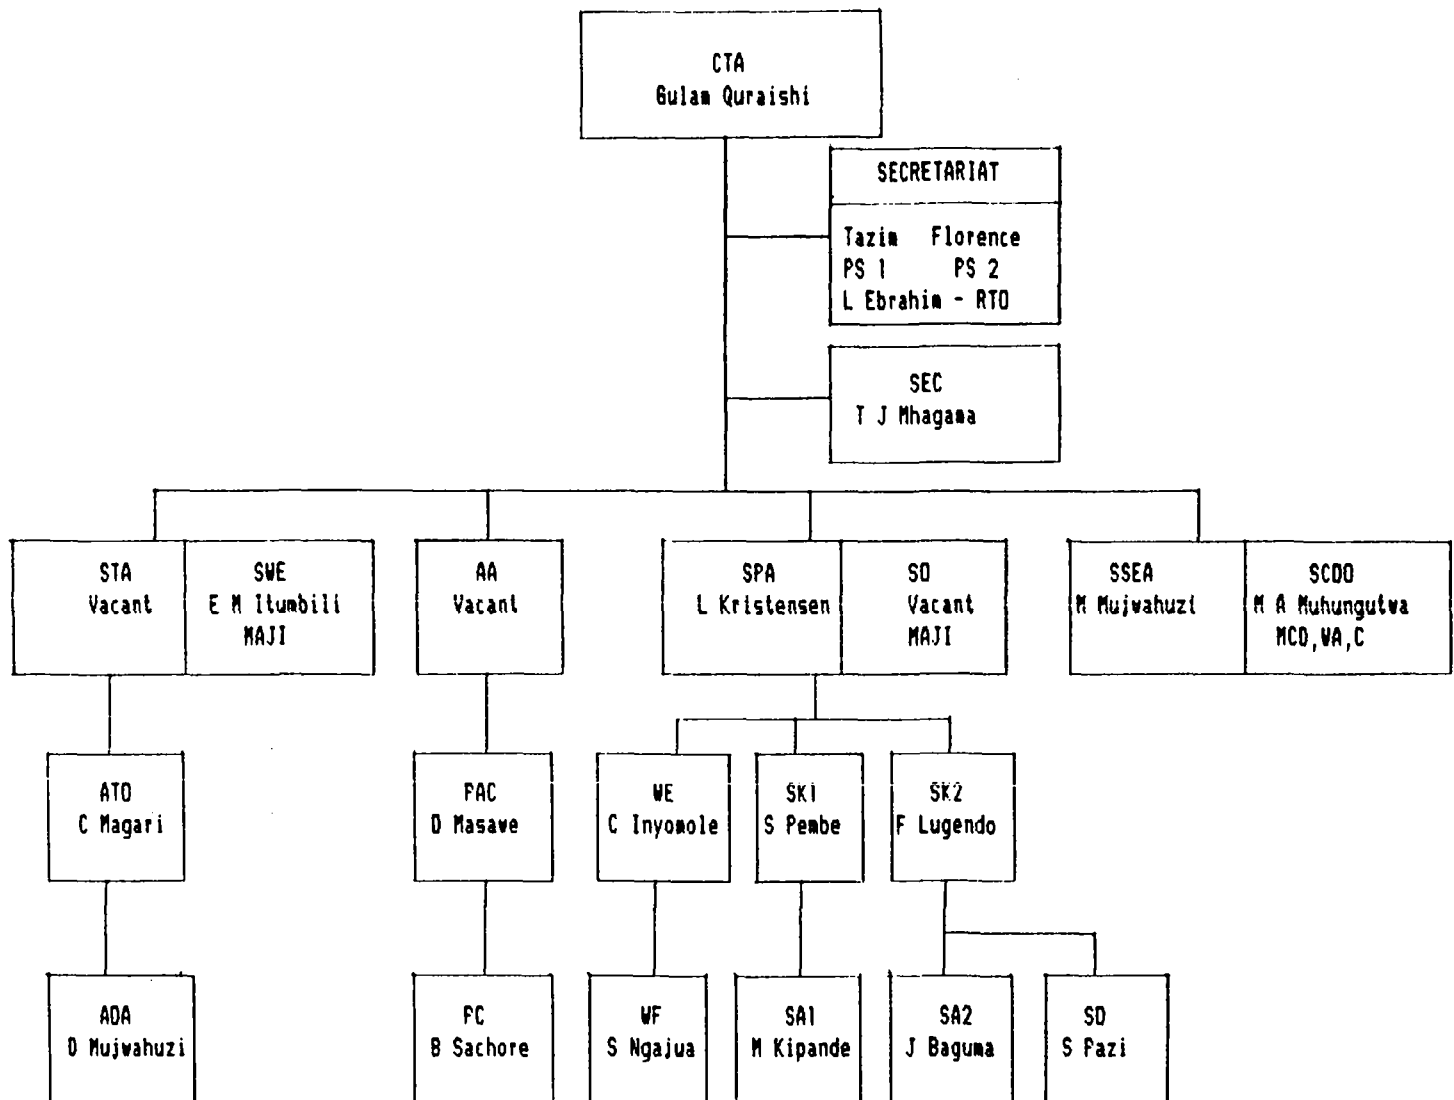 CTA
Gulam Quraishi
SECRETARIAT
Tazim Florence
PS 1 PS 2
L Ebrahim - RTO
SEC
T J Mhagama
STA
Vacant
SWE
E M Itumbili
MAJI
AA
Vacant
SPA
L Kristensen
SO
Vacant
MAJI
SSEA
M Mujwahuzi
SCDO
M A Muhungutwa
MCD,WA,C
ATO
C Magari
PAC
D Masawe
WE
C Inyomole
SK1
S Pembe
SK2
F Lugendo
ADA
D Mujwahuzi
PC
B Sachore
WF
S Ngajua
SA1
M Kipande
SA2
J Baguma
SD
S Pazi